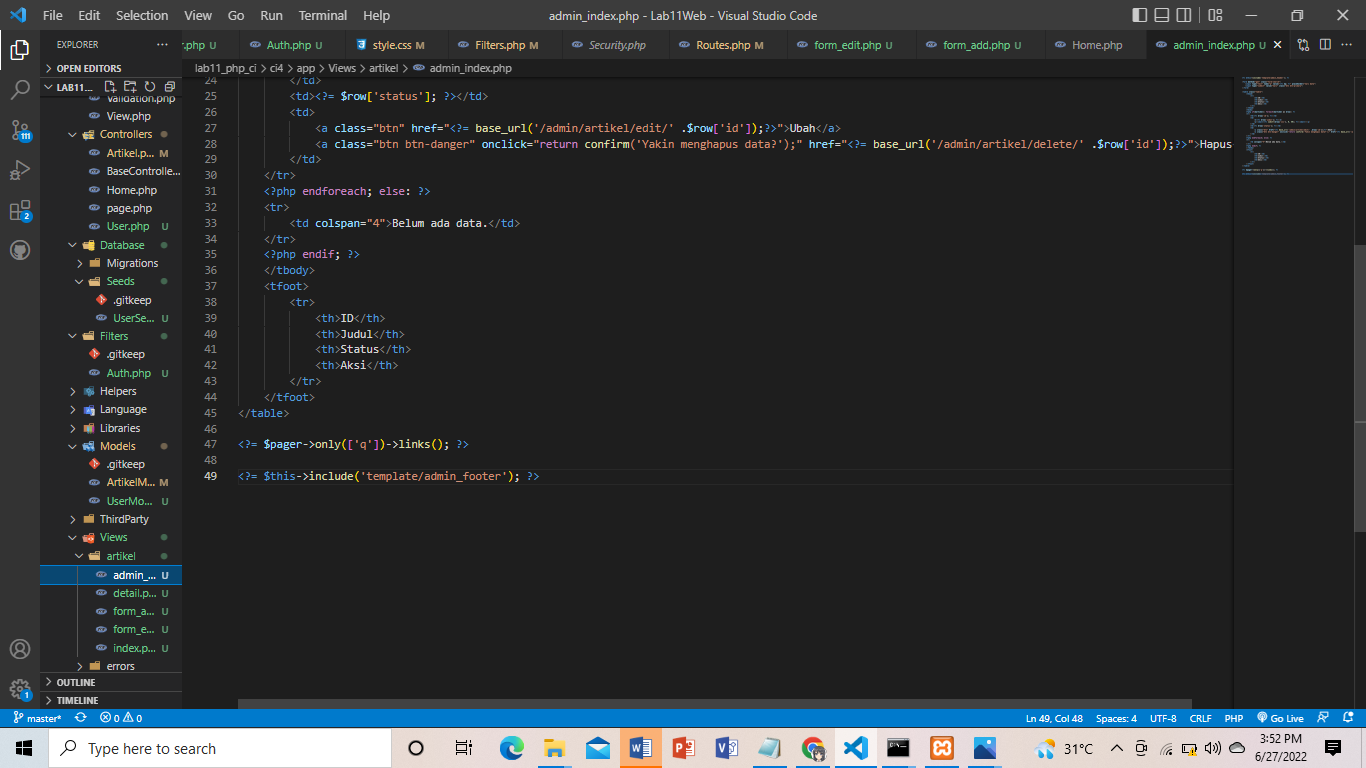 File Edit Selection View Go Run Terminal Help admin_index.php - Lab11Web - Visual Studio Code
EXPLORER ··· r.php U Auth.php U style.css M Filters.php M Security.php Routes.php M form_edit.php U form_add.php U Home.php admin_index.php U ···
OPEN EDITORS
LAB11...
lab11_php_ci > ci4 > app > Views > artikel > admin_index.php
Validation.php
View.php
Controllers
Artikel.p... M
BaseControlle...
Home.php
page.php
User.php U
Database
Migrations
Seeds
.gitkeep
UserSe... U
Filters
.gitkeep
Auth.php U
Helpers
Language
Libraries
Models
.gitkeep
ArtikelM... M
UserMo... U
ThirdParty
Views
artikel
admin_... U
detail.p... U
form_a... U
form_e... U
index.p... U
errors
OUTLINE
TIMELINE
24 </td>
25 <td><?= $row['status']; ?></td>
26 <td>
27 <a class="btn" href="<?= base_url('/admin/artikel/edit/' .$row['id']);?>">Ubah</a>
28 <a class="btn btn-danger" onclick="return confirm('Yakin menghapus data?');" href="<?= base_url('/admin/artikel/delete/' .$row['id']);?>">Hapus
29 </td>
30 </tr>
31 <?php endforeach; else: ?>
32 <tr>
33 <td colspan="4">Belum ada data.</td>
34 </tr>
35 <?php endif; ?>
36 </tbody>
37 <tfoot>
38 <tr>
39 <th>ID</th>
40 <th>Judul</th>
41 <th>Status</th>
42 <th>Aksi</th>
43 </tr>
44 </tfoot>
45 </table>
46
47 <?= $pager->only(['q'])->links(); ?>
48
49 <?= $this->include('template/admin_footer'); ?>
111
2
1
master* 0 0 Ln 49, Col 48 Spaces: 4 UTF-8 CRLF PHP Go Live
Type here to search 31°C 3:52 PM
6/27/2022